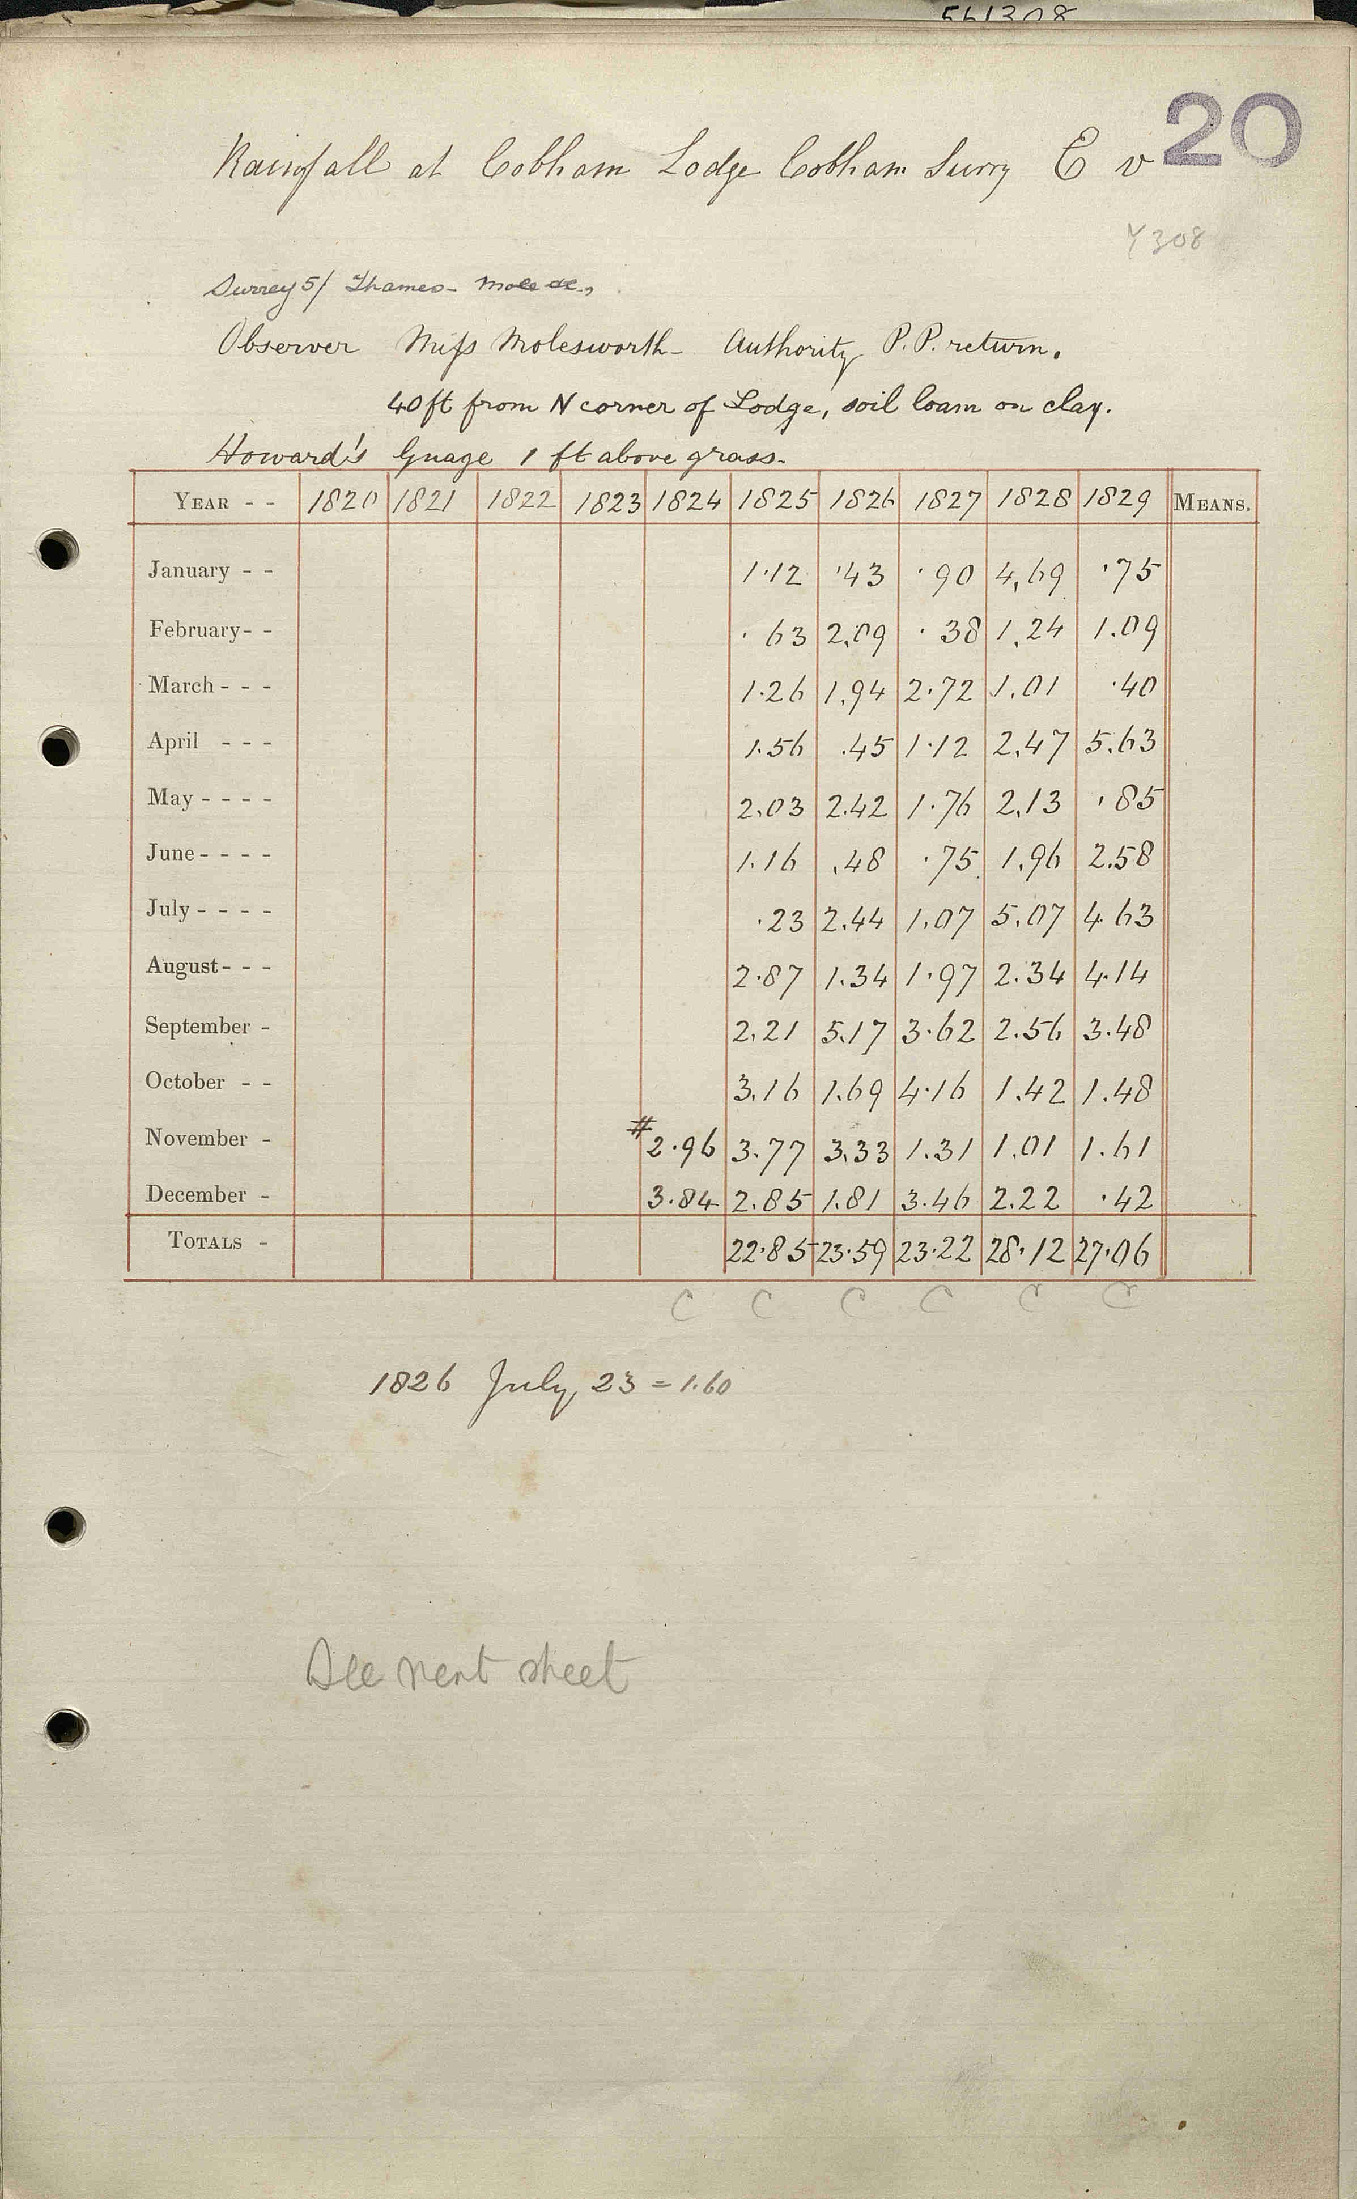 561308
20
Rainfall at Cobham Lodge Cobham Surry E v
Y308
Surrey 5/ Thames - Mole
Observer Miss Molesworth - Authority P.P. return.
40 ft from N corner of Lodge, soil loam on clay.
Howard's Guage 1 ft above grass.
YEAR - - 1820 1821 1822 1823 1824 1825 1826 1827 1828 1829 MEANS.
January - - 1.12 .43 .90 4.69 .75
February - - .63 2.09 .38 1.24 1.09
March - - - 1.26 1.94 2.72 1.01 .40
April - - - 1.56 .45 1.12 2.47 5.63
May - - - - 2.03 2.42 1.76 2.13 .85
June - - - - 1.16 .48 .75 1.96 2.58
July - - - - .23 2.44 1.07 5.07 4.63
August - - - 2.87 1.34 1.97 2.34 4.14
September - 2.21 5.17 3.62 2.56 3.48
October - - 3.16 1.69 4.16 1.42 1.48
November - # 2.96 3.77 3.33 1.31 1.01 1.61
December - 3.84 2.85 1.81 3.46 2.22 .42
TOTALS - 22.85 23.59 23.22 28.12 27.06
C C C C C C
1826 July 23 = 1.60
See next sheet